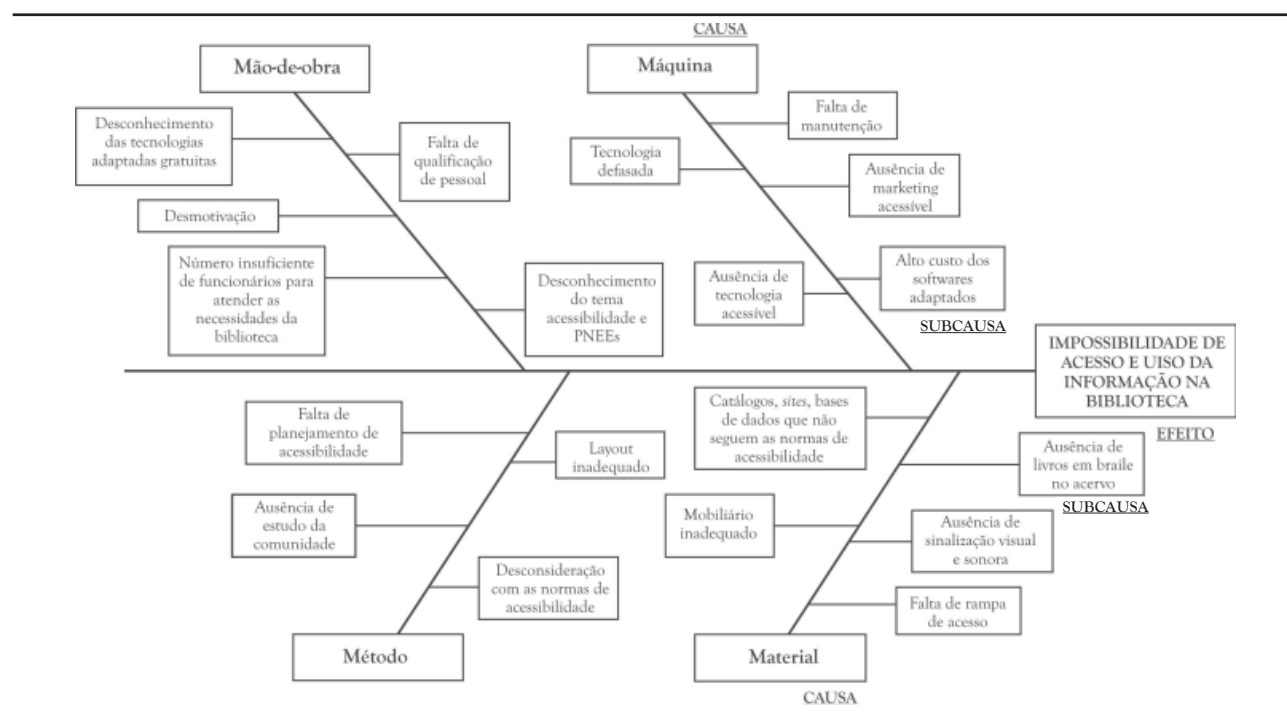 CAUSA
Mão-de-obra
Máquina
Desconhecimento
das tecnologias
adaptadas gratuitas
Falta de
qualificação
de pessoal
Desmotivação
Número insuficiente
de funcionários para
atender as
necessidades da
biblioteca
Desconhecimento
do tema
acessibilidade e
PNEEs
Falta de
manutenção
Tecnologia
defasada
Ausência de
marketing
acessível
Ausência de
tecnologia
acessível
Alto custo dos
softwares
adaptados
SUBCAUSA
IMPOSSIBILIDADE DE
ACESSO E UISO DA
INFORMAÇÃO NA
BIBLIOTECA
EFEITO
Falta de
planejamento de
acessibilidade
Layout
inadequado
Ausência de
estudo da
comunidade
Desconsideração
com as normas de
acessibilidade
Método
Catálogos, sites, bases
de dados que não
seguem as normas de
acessibilidade
Ausência de
livros em braile
no acervo
SUBCAUSA
Mobiliário
inadequado
Ausência de
sinalização visual
e sonora
Falta de rampa
de acesso
Material
CAUSA